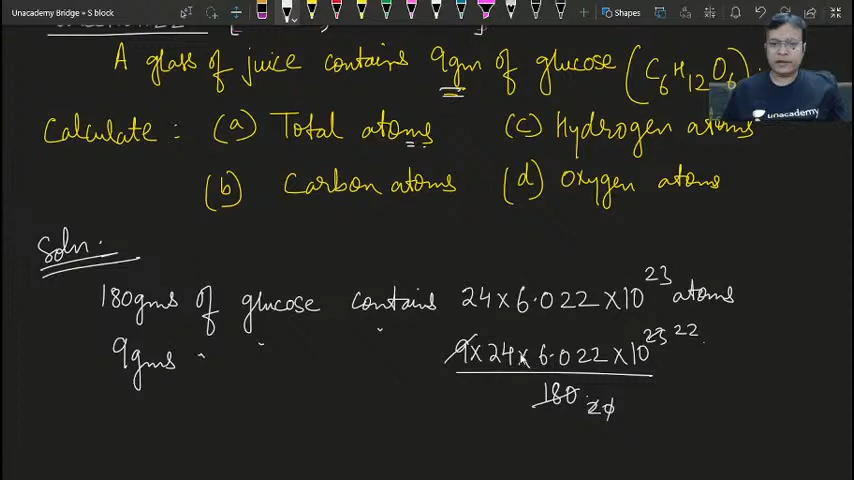 Unacademy Bridge + S block
Shapes
A glass of juice contains 9gm of glucose (C6H12O6)
Calculate : (a) Total atoms (c) Hydrogen atoms
(b) Carbon atoms (d) Oxygen atoms
unacademy
Soln.
180gms of glucose contains 24×6.022×10^23 atoms
9gms " " " 9×24×6.022×10^23 22
180 20